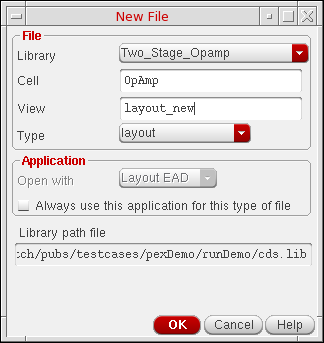 New File
File
Library Two_Stage_Opamp
Cell OpAmp
View layout_new
Type layout
Application
Open with Layout EAD
Always use this application for this type of file
Library path file
:ch/pubs/testcases/pexDemo/runDemo/cds.lib
OK Cancel Help